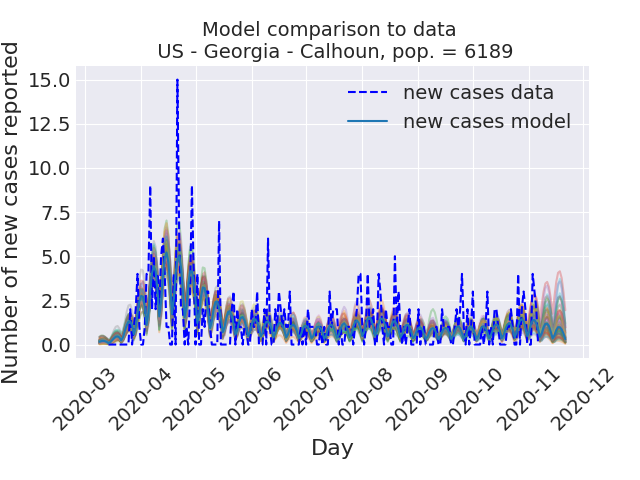 Model comparison to data
US - Georgia - Calhoun, pop. = 6189
Number of new cases reported
15.0
12.5
10.0
7.5
5.0
2.5
0.0
new cases data
new cases model
2020-03
2020-04
2020-05
2020-06
2020-07
2020-08
2020-09
2020-10
2020-11
2020-12
Day